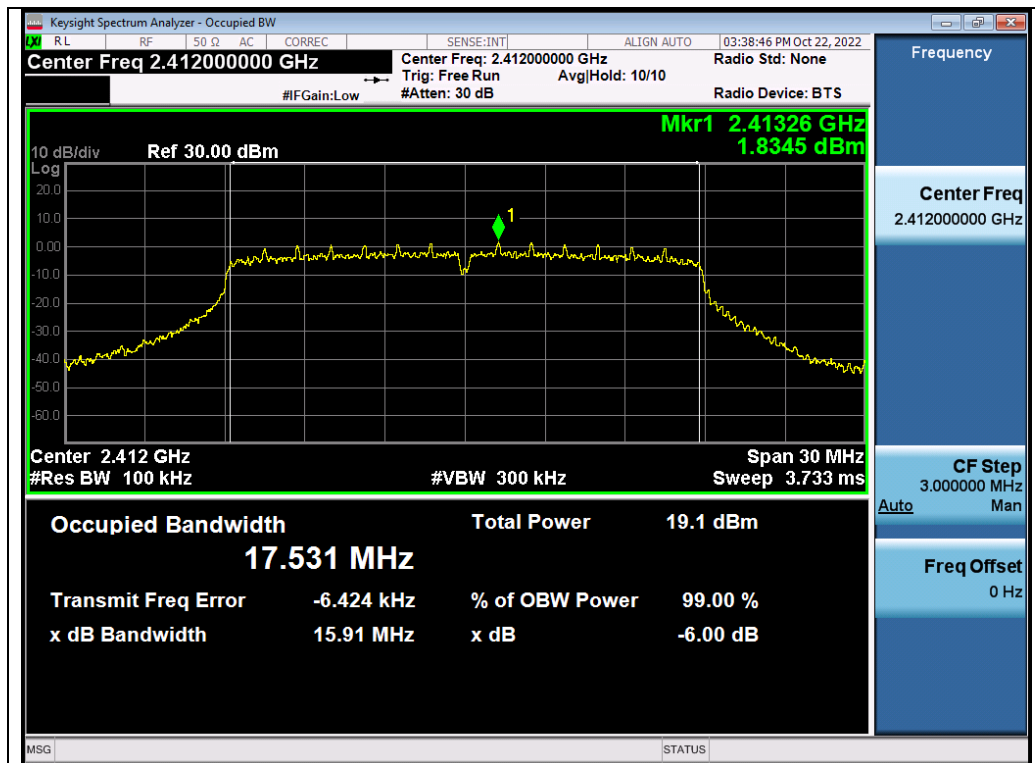 Keysight Spectrum Analyzer - Occupied BW
LXI RL RF 50 Ω AC CORREC SENSE:INT ALIGN AUTO 03:38:46 PM Oct 22, 2022
Center Freq 2.412000000 GHz
Center Freq: 2.412000000 GHz
Radio Std: None
Trig: Free Run Avg|Hold: 10/10
#IFGain:Low
#Atten: 30 dB
Radio Device: BTS
Frequency
Mkr1 2.41326 GHz
1.8345 dBm
10 dB/div Ref 30.00 dBm
Log
20.0
10.0
0.00
-10.0
-20.0
-30.0
-40.0
-50.0
-60.0
1
Center 2.412 GHz Span 30 MHz
#Res BW 100 kHz #VBW 300 kHz Sweep 3.733 ms
Center Freq
2.412000000 GHz
CF Step
3.000000 MHz
Auto Man
Freq Offset
0 Hz
Occupied Bandwidth Total Power 19.1 dBm
17.531 MHz
Transmit Freq Error -6.424 kHz % of OBW Power 99.00 %
x dB Bandwidth 15.91 MHz x dB -6.00 dB
MSG STATUS